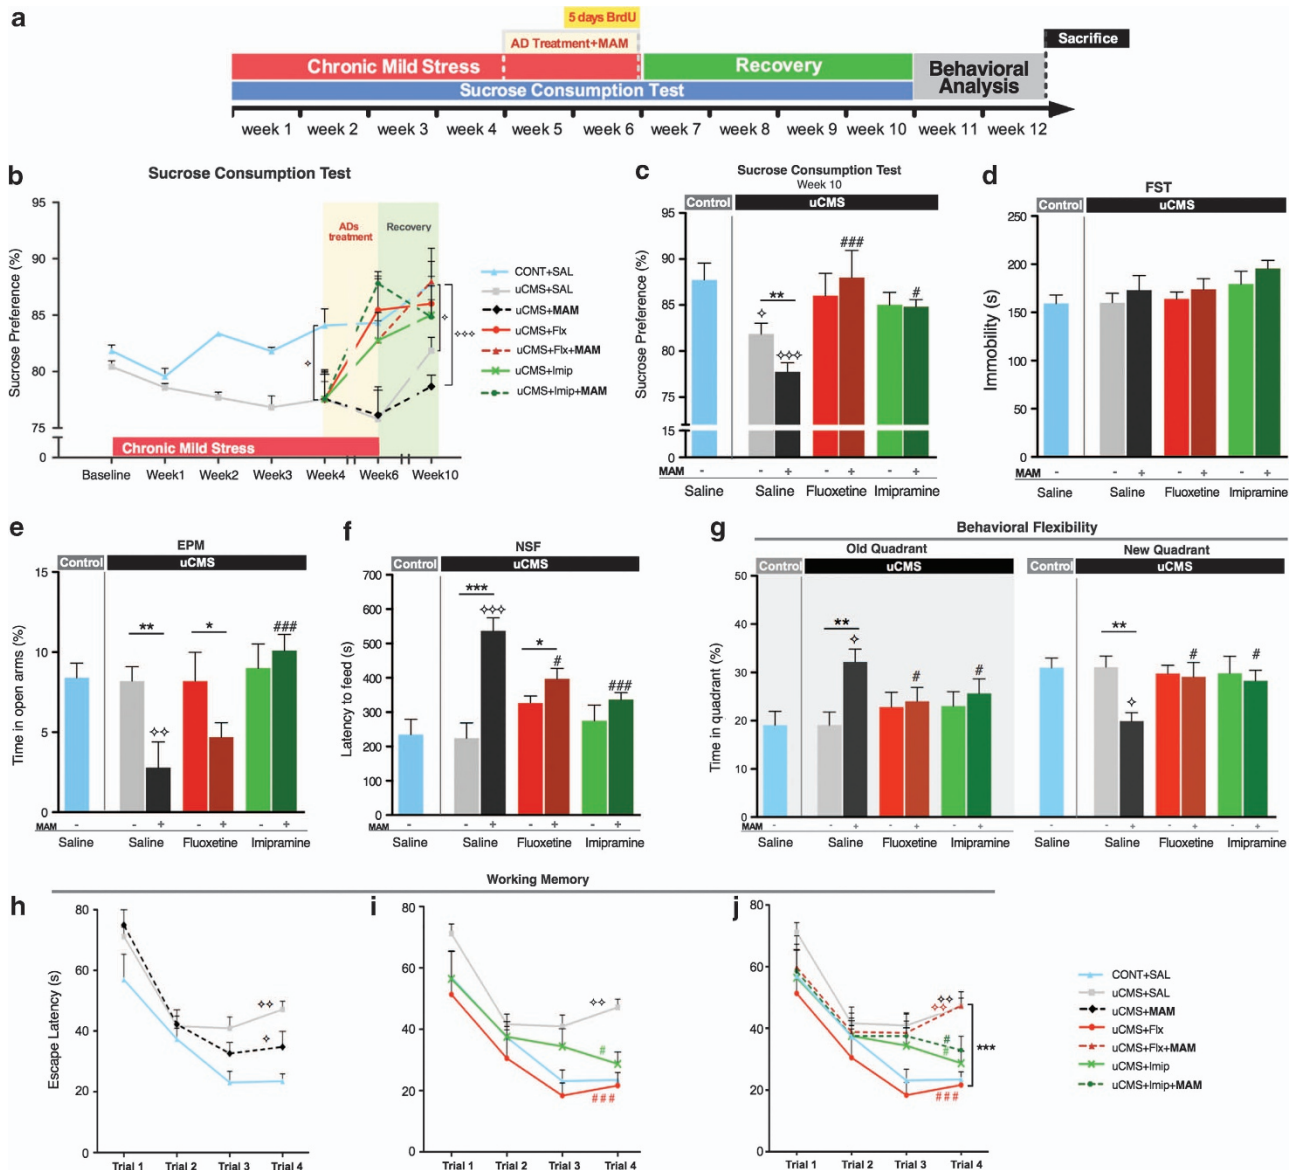 a
5 days BrdU
AD Treatment+MAM
Sacrifice
Chronic Mild Stress
Recovery
Behavioral Analysis
Sucrose Consumption Test
week 1 week 2 week 3 week 4 week 5 week 6 week 7 week 8 week 9 week 10 week 11 week 12
b
Sucrose Consumption Test
Sucrose Preference (%)
95
90
85
80
75
0
ADs treatment
Recovery
✧
✧
✧✧✧
Chronic Mild Stress
Baseline Week1 Week2 Week3 Week4 Week6 Week10
CONT+SAL
uCMS+SAL
uCMS+MAM
uCMS+Flx
uCMS+Flx+MAM
uCMS+Imip
uCMS+Imip+MAM
c
Sucrose Consumption Test
Week 10
Control uCMS
Sucrose Preference (%)
95
90
85
80
75
15
0
✧
**
✧✧✧
###
#
MAM - - + - + - +
Saline Saline Fluoxetine Imipramine
d
FST
uCMS
Immobility (s)
250
200
150
100
50
0
- - + - + - +
Saline Saline Fluoxetine Imipramine
e
EPM
Control uCMS
Time in open arms (%)
15
10
5
0
**
✧✧
*
###
MAM - - + - + - +
Saline Saline Fluoxetine Imipramine
f
NSF
Control uCMS
Latency to feed (s)
700
600
500
400
300
200
100
0
***
✧✧✧
*
#
###
MAM - - + - + - +
Saline Saline Fluoxetine Imipramine
g
Behavioral Flexibility
Old Quadrant
Control uCMS
New Quadrant
Control uCMS
Time in quadrant (%)
50
40
30
20
10
0
**
✧
#
#
**
✧
#
#
MAM - - + - + - +
Saline Saline Fluoxetine Imipramine
MAM - - + - + - +
Saline Saline Fluoxetine Imipramine
Working Memory
h
Escape Latency (s)
80
60
40
20
0
✧✧
✧
Trial 1 Trial 2 Trial 3 Trial 4
i
80
60
40
20
0
✧✧
#
###
Trial 1 Trial 2 Trial 3 Trial 4
j
80
60
40
20
0
✧✧
✧✧
#
#
###
***
Trial 1 Trial 2 Trial 3 Trial 4
CONT+SAL
uCMS+SAL
uCMS+MAM
uCMS+Flx
uCMS+Flx+MAM
uCMS+Imip
uCMS+Imip+MAM